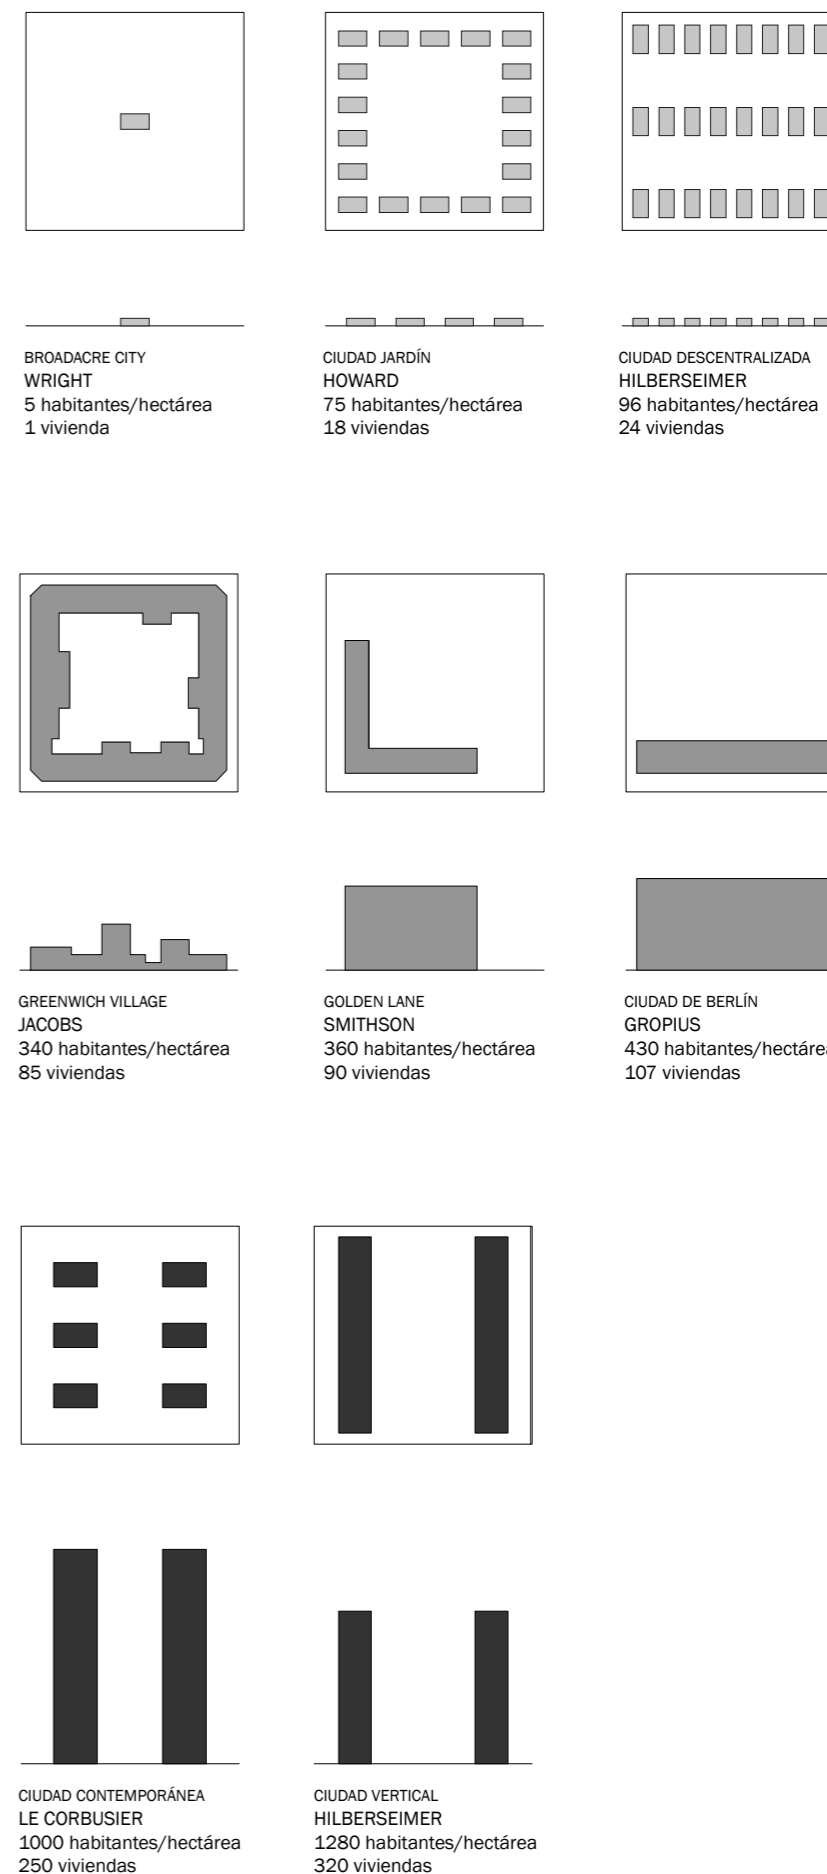 BROADACRE CITY
WRIGHT
5 habitantes/hectárea
1 vivienda
CIUDAD JARDÍN
HOWARD
75 habitantes/hectárea
18 viviendas
CIUDAD DESCENTRALIZADA
HILBERSEIMER
96 habitantes/hectárea
24 viviendas
GREENWICH VILLAGE
JACOBS
340 habitantes/hectárea
85 viviendas
GOLDEN LANE
SMITHSON
360 habitantes/hectárea
90 viviendas
CIUDAD DE BERLÍN
GROPIUS
430 habitantes/hectárea
107 viviendas
CIUDAD CONTEMPORÁNEA
LE CORBUSIER
1000 habitantes/hectárea
250 viviendas
CIUDAD VERTICAL
HILBERSEIMER
1280 habitantes/hectárea
320 viviendas